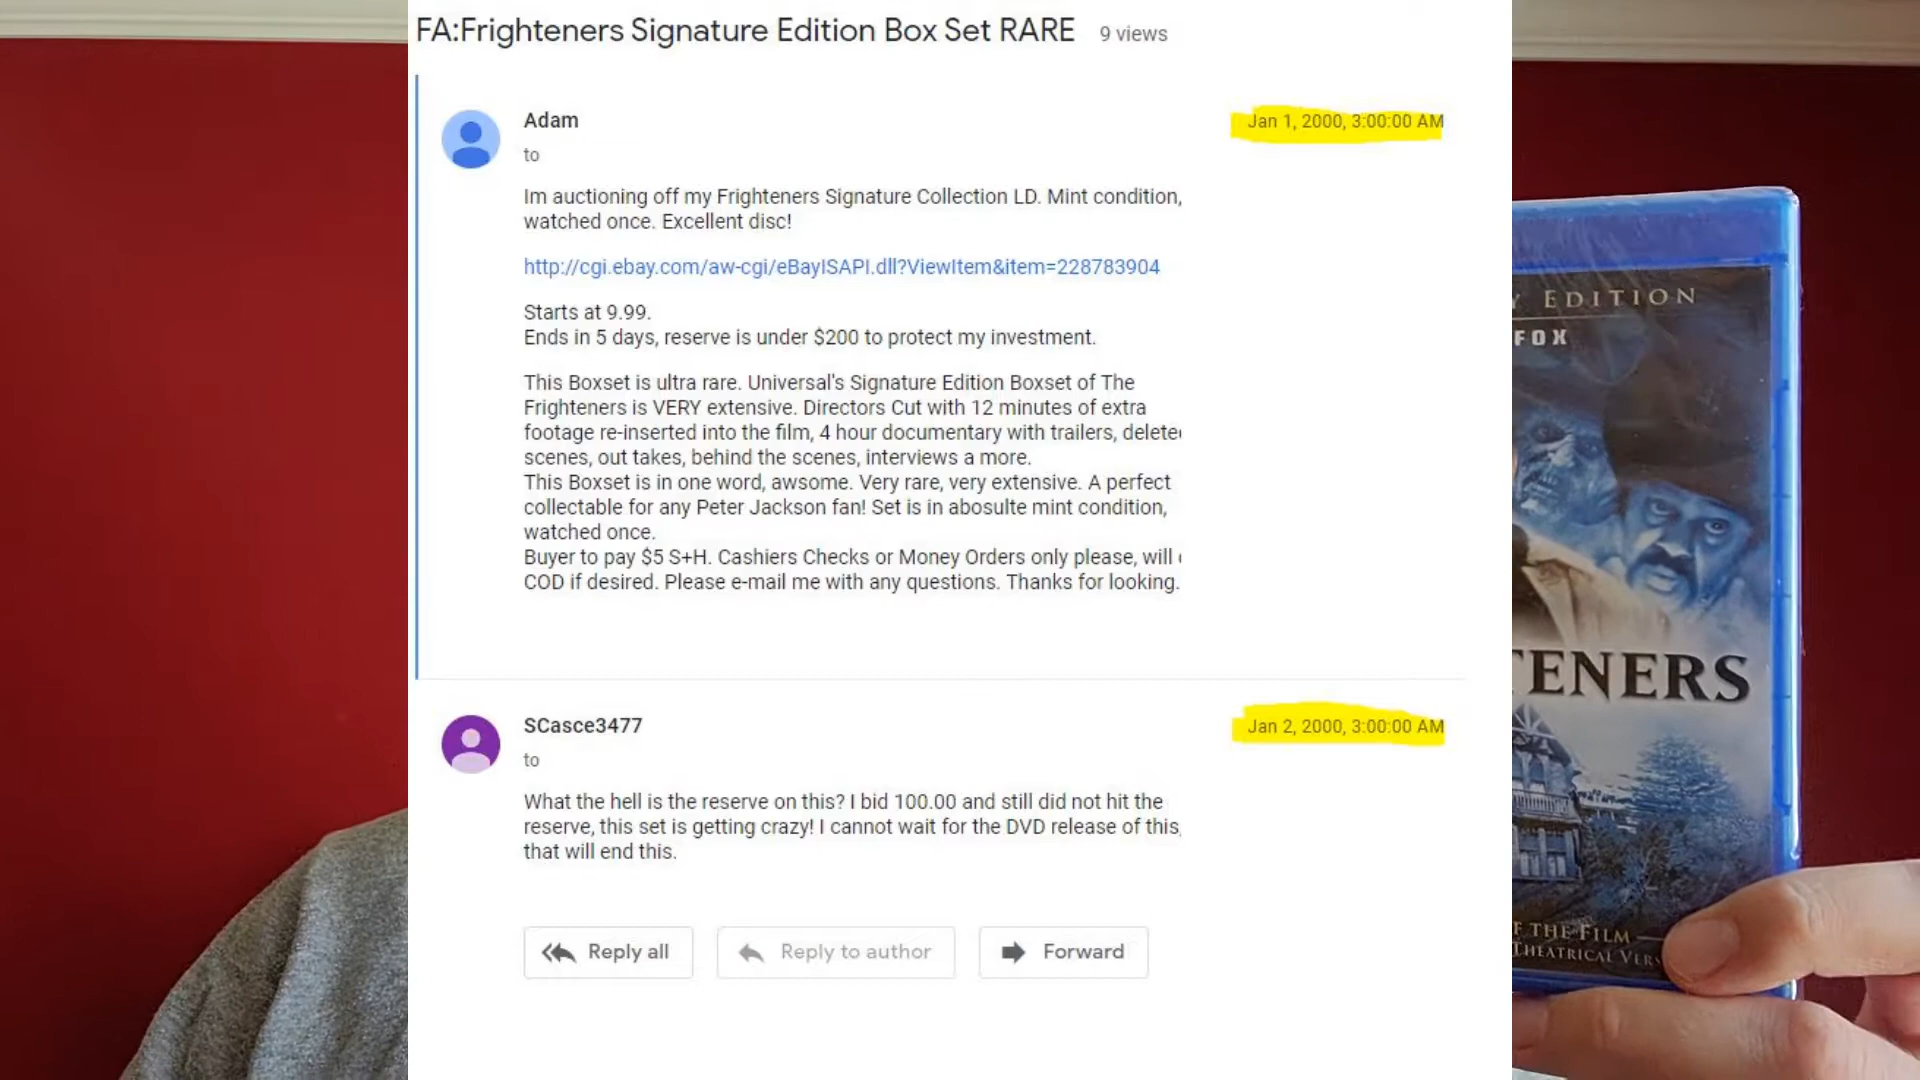 FA:Frighteners Signature Edition Box Set RARE 9 views
Adam
Jan 1, 2000, 3:00:00 AM
to
Im auctioning off my Frighteners Signature Collection LD. Mint condition,
watched once. Excellent disc!
http://cgi.ebay.com/aw-cgi/eBayISAPI.dll?ViewItem&item=228783904
Starts at 9.99.
Ends in 5 days, reserve is under $200 to protect my investment.
This Boxset is ultra rare. Universal's Signature Edition Boxset of The
Frighteners is VERY extensive. Directors Cut with 12 minutes of extra
footage re-inserted into the film, 4 hour documentary with trailers, delete
scenes, out takes, behind the scenes, interviews a more.
This Boxset is in one word, awsome. Very rare, very extensive. A perfect
collectable for any Peter Jackson fan! Set is in abosulte mint condition,
watched once.
Buyer to pay $5 S+H. Cashiers Checks or Money Orders only please, will
COD if desired. Please e-mail me with any questions. Thanks for looking.
SCasce3477
Jan 2, 2000, 3:00:00 AM
to
What the hell is the reserve on this? I bid 100.00 and still did not hit the
reserve, this set is getting crazy! I cannot wait for the DVD release of this,
that will end this.
Reply all
Reply to author
Forward
Y EDITION
FOX
TENERS
F THE FILM
THEATRICAL VERS